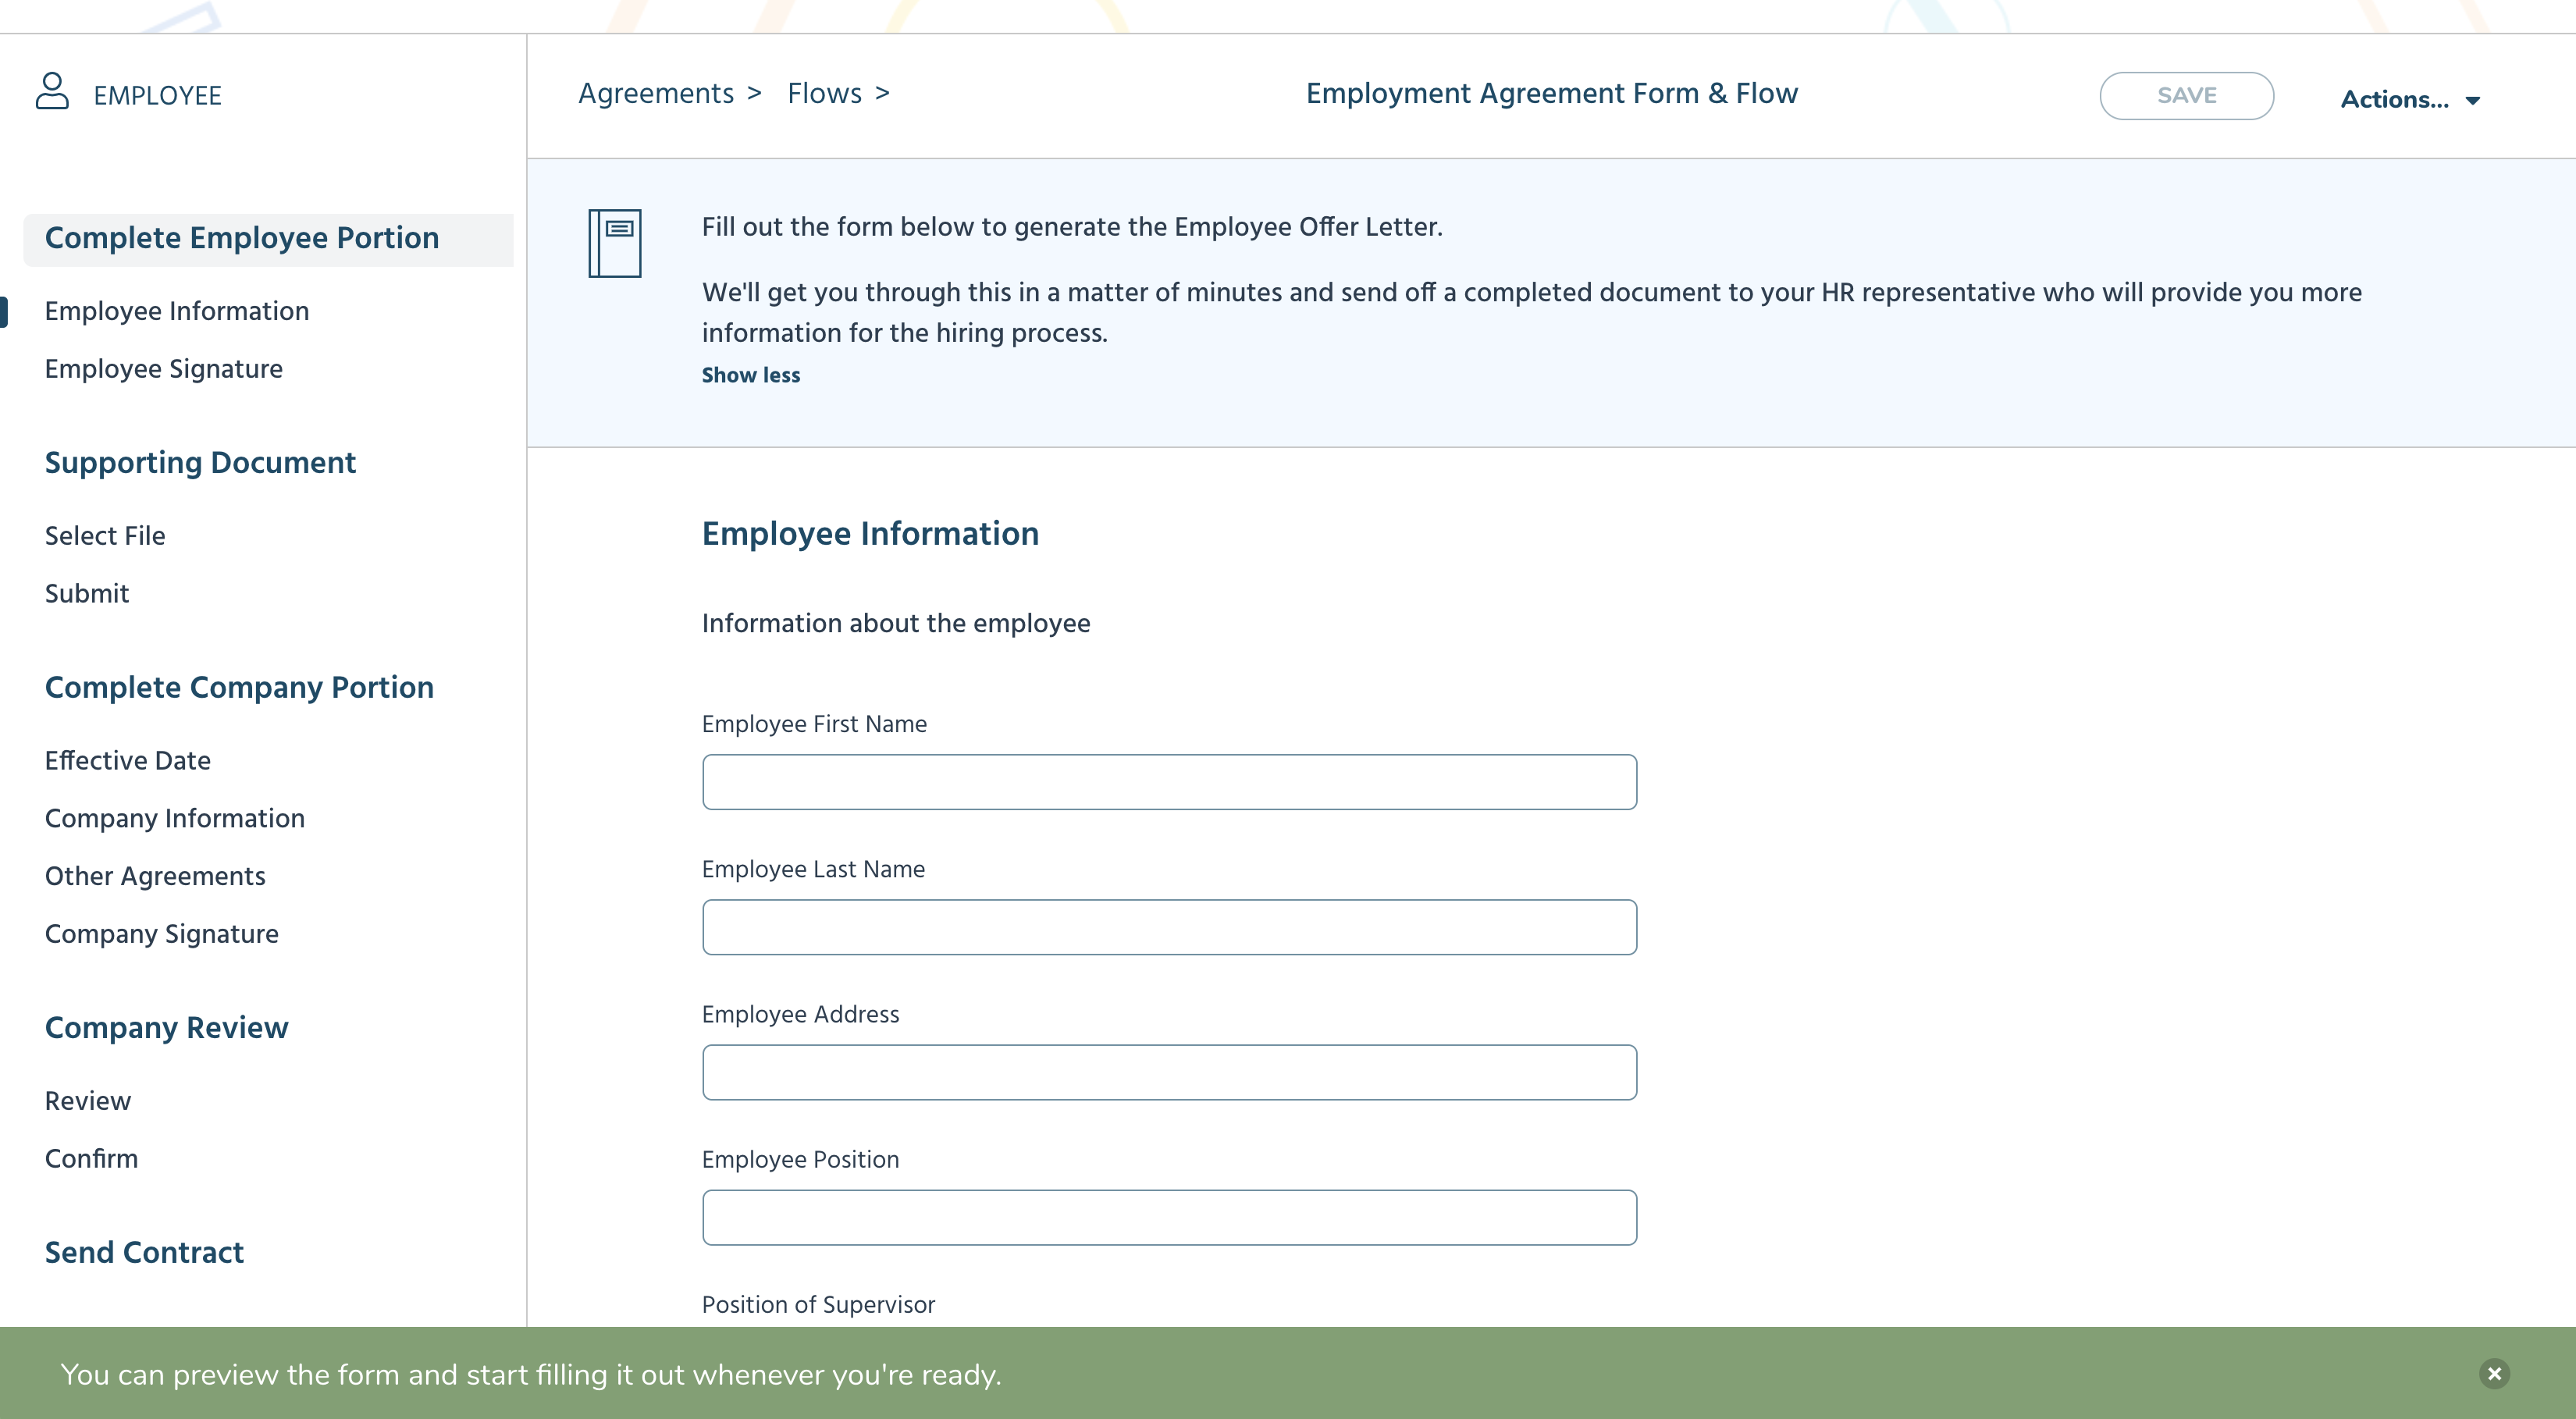 EMPLOYEE
Complete Employee Portion
Employee Information
Employee Signature
Supporting Document
Select File
Submit
Complete Company Portion
Effective Date
Company Information
Other Agreements
Company Signature
Company Review
Review
Confirm
Send Contract
Agreements > Flows >
Employment Agreement Form & Flow
SAVE
Actions...
Fill out the form below to generate the Employee Offer Letter.
We'll get you through this in a matter of minutes and send off a completed document to your HR representative who will provide you more
information for the hiring process.
Show less
Employee Information
Information about the employee
Employee First Name
Employee Last Name
Employee Address
Employee Position
Position of Supervisor
You can preview the form and start filling it out whenever you're ready.